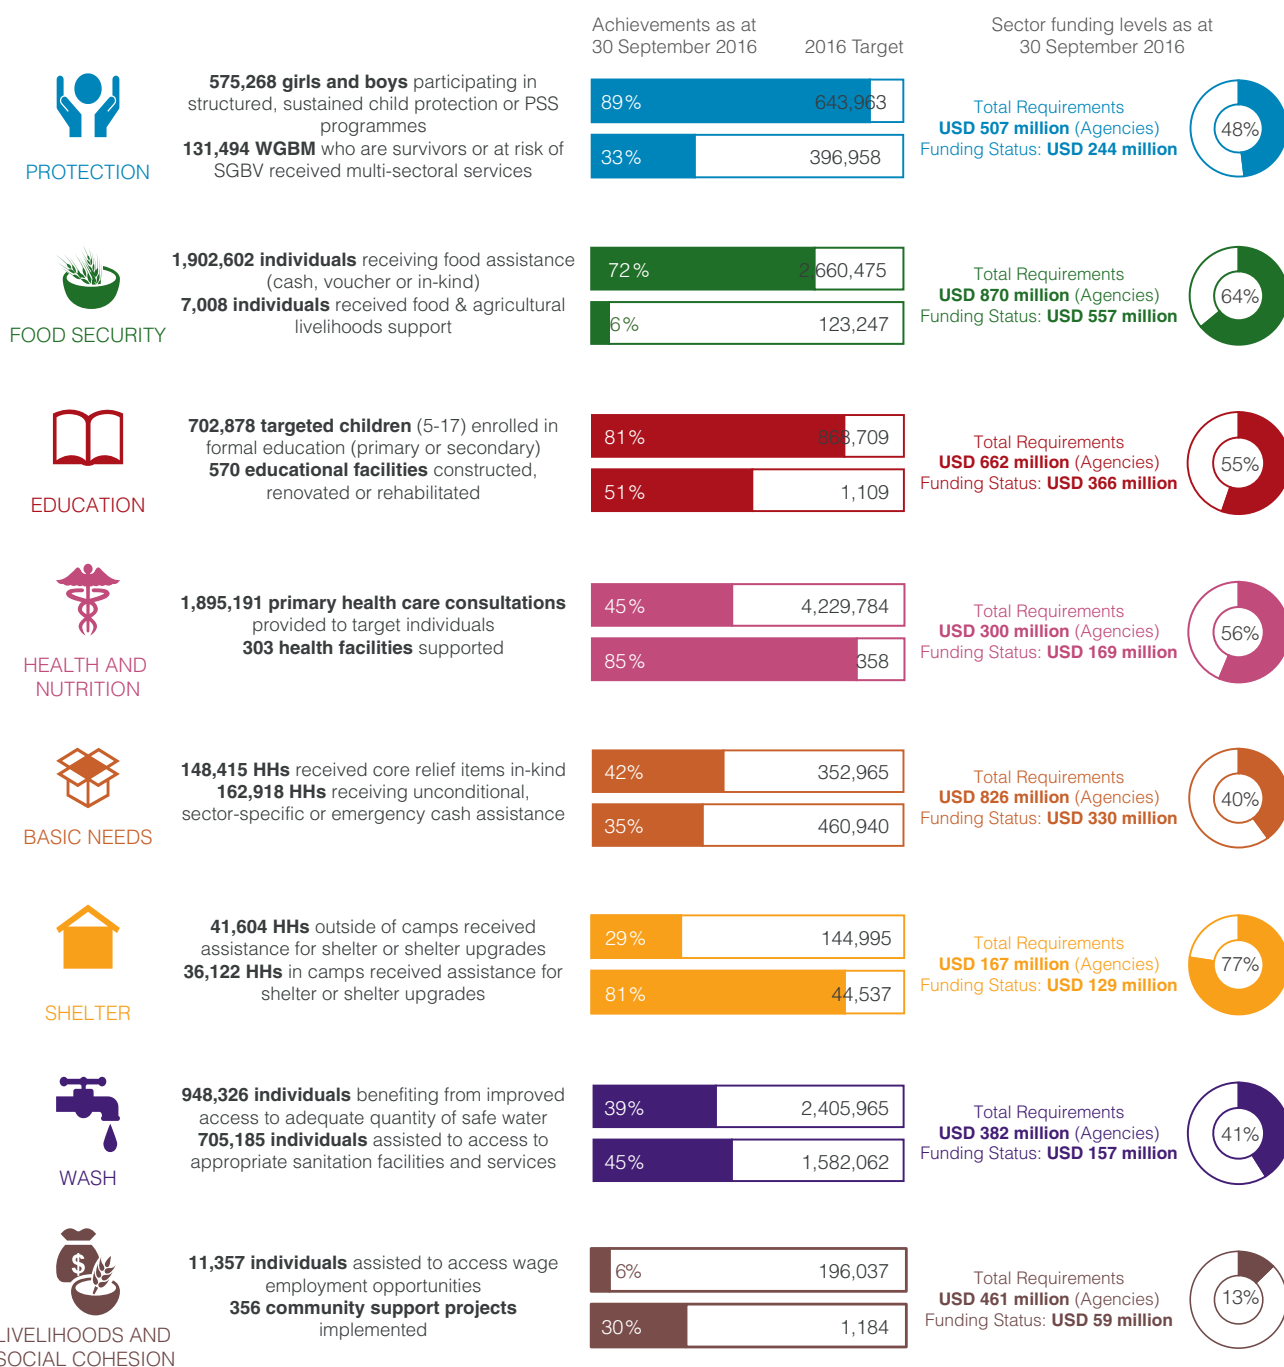 Achievements as at
30 September 2016
2016 Target
Sector funding levels as at
30 September 2016
PROTECTION
575,268 girls and boys participating in
structured, sustained child protection or PSS
programmes
131,494 WGBM who are survivors or at risk of
SGBV received multi-sectoral services
89%
643,963
33%
396,958
Total Requirements
USD 507 million (Agencies)
Funding Status: USD 244 million
48%
FOOD SECURITY
1,902,602 individuals receiving food assistance
(cash, voucher or in-kind)
7,008 individuals received food & agricultural
livelihoods support
72%
2,660,475
6%
123,247
Total Requirements
USD 870 million (Agencies)
Funding Status: USD 557 million
64%
EDUCATION
702,878 targeted children (5-17) enrolled in
formal education (primary or secondary)
570 educational facilities constructed,
renovated or rehabilitated
81%
863,709
51%
1,109
Total Requirements
USD 662 million (Agencies)
Funding Status: USD 366 million
55%
HEALTH AND
NUTRITION
1,895,191 primary health care consultations
provided to target individuals
303 health facilities supported
45%
4,229,784
85%
358
Total Requirements
USD 300 million (Agencies)
Funding Status: USD 169 million
56%
BASIC NEEDS
148,415 HHs received core relief items in-kind
162,918 HHs receiving unconditional,
sector-specific or emergency cash assistance
42%
352,965
35%
460,940
Total Requirements
USD 826 million (Agencies)
Funding Status: USD 330 million
40%
SHELTER
41,604 HHs outside of camps received
assistance for shelter or shelter upgrades
36,122 HHs in camps received assistance for
shelter or shelter upgrades
29%
144,995
81%
44,537
Total Requirements
USD 167 million (Agencies)
Funding Status: USD 129 million
77%
WASH
948,326 individuals benefiting from improved
access to adequate quantity of safe water
705,185 individuals assisted to access to
appropriate sanitation facilities and services
39%
2,405,965
45%
1,582,062
Total Requirements
USD 382 million (Agencies)
Funding Status: USD 157 million
41%
$
LIVELIHOODS AND
SOCIAL COHESION
11,357 individuals assisted to access wage
employment opportunities
356 community support projects
implemented
6%
196,037
30%
1,184
Total Requirements
USD 461 million (Agencies)
Funding Status: USD 59 million
13%